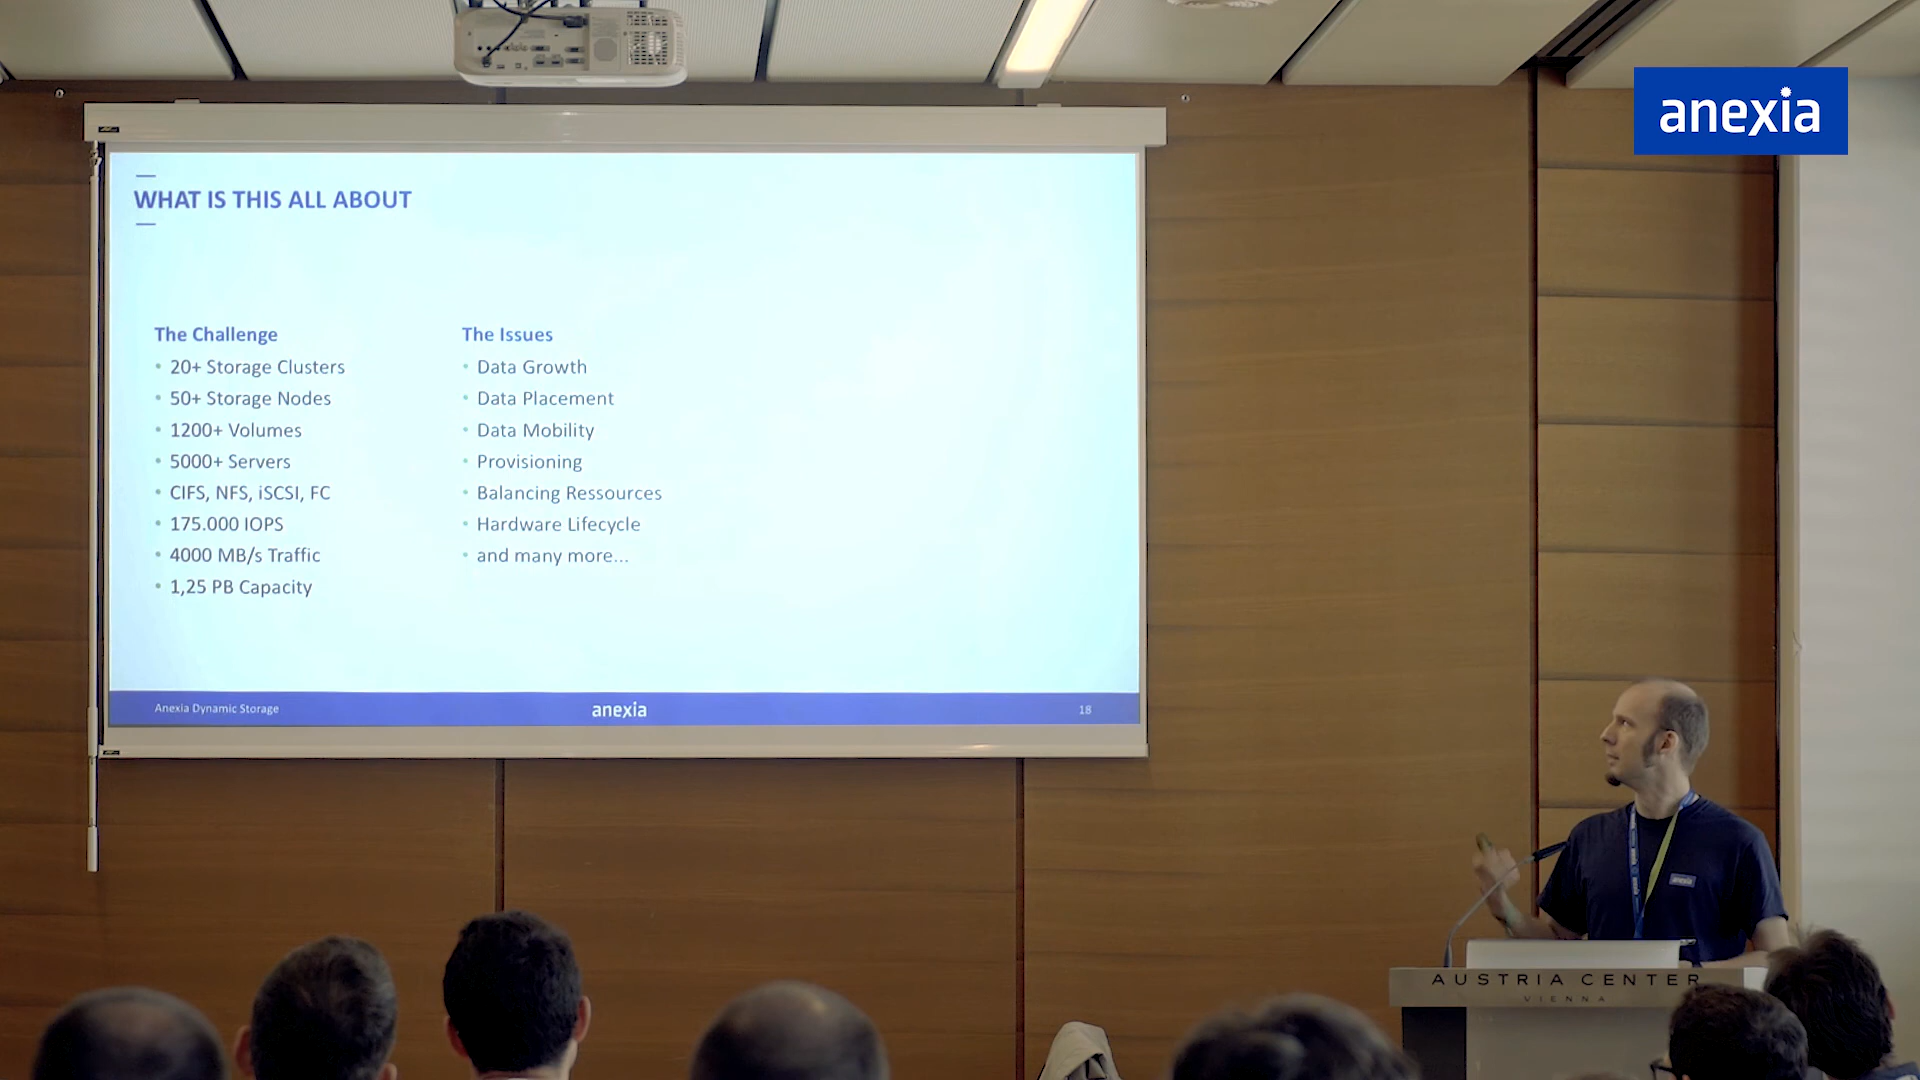 anexia
WHAT IS THIS ALL ABOUT
The Challenge
• 20+ Storage Clusters
• 50+ Storage Nodes
• 1200+ Volumes
• 5000+ Servers
• CIFS, NFS, iSCSI, FC
• 175.000 IOPS
• 4000 MB/s Traffic
• 1,25 PB Capacity
The Issues
• Data Growth
• Data Placement
• Data Mobility
• Provisioning
• Balancing Ressources
• Hardware Lifecycle
• and many more...
Anexia Dynamic Storage
anexia
18
anexia
AUSTRIA CENTER
VIENNA